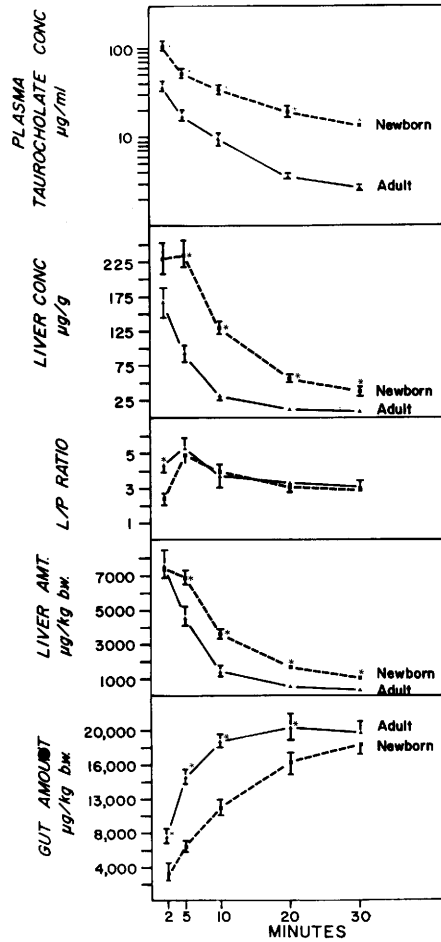 PLASMA
TAUROCHOLATE CONC
µg/ml
100
10
Newborn
Adult
LIVER CONC
µg/g
225
175
125
75
25
Newborn
Adult
L/P RATIO
5
3
1
LIVER AMT.
µg/kg b.w.
7000
5000
3000
1000
Newborn
Adult
GUT AMOUNT
µg/kg b.w.
20,000
16,000
13,000
8,000
4,000
Adult
Newborn
2 5 10 20 30
MINUTES